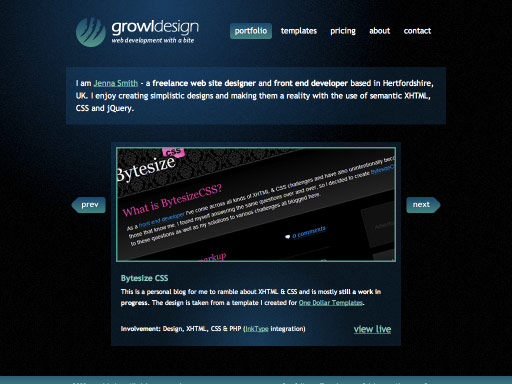 growldesign
web development with a bite
portfolio templates pricing about contact
I am Jenna Smith - a freelance web site designer and front end developer based in Hertfordshire,
UK. I enjoy creating simplistic designs and making them a reality with the use of semantic XHTML,
CSS and jQuery.
Bytesize
CSS
What is BytesizeCSS?
As a front end developer I've come across all kinds of XHTML & CSS challenges and have also unintentionally
those that know me. I found myself answering the same questions over and over, so I decided to create
to these questions as well as my solutions to various challenges all blogged here.
0 comments
markup
prev
next
Bytesize CSS
This is a personal blog for me to ramble about XHTML & CSS and is mostly still a work in
progress. The design is taken from a template I created for One Dollar Templates.
Involvement: Design, XHTML, CSS & PHP (InkType integration)
view live